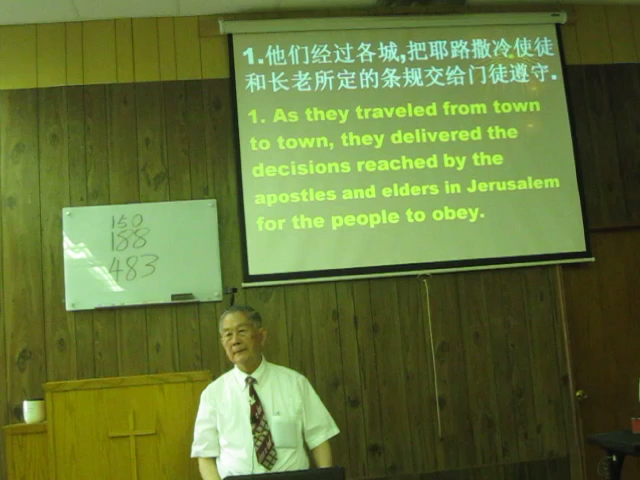 1.他们经过各城,把耶路撒冷使徒
和长老所定的条规交给门徒遵守.
1. As they traveled from town
to town, they delivered the
decisions reached by the
apostles and elders in Jerusalem
for the people to obey.
150
188
483